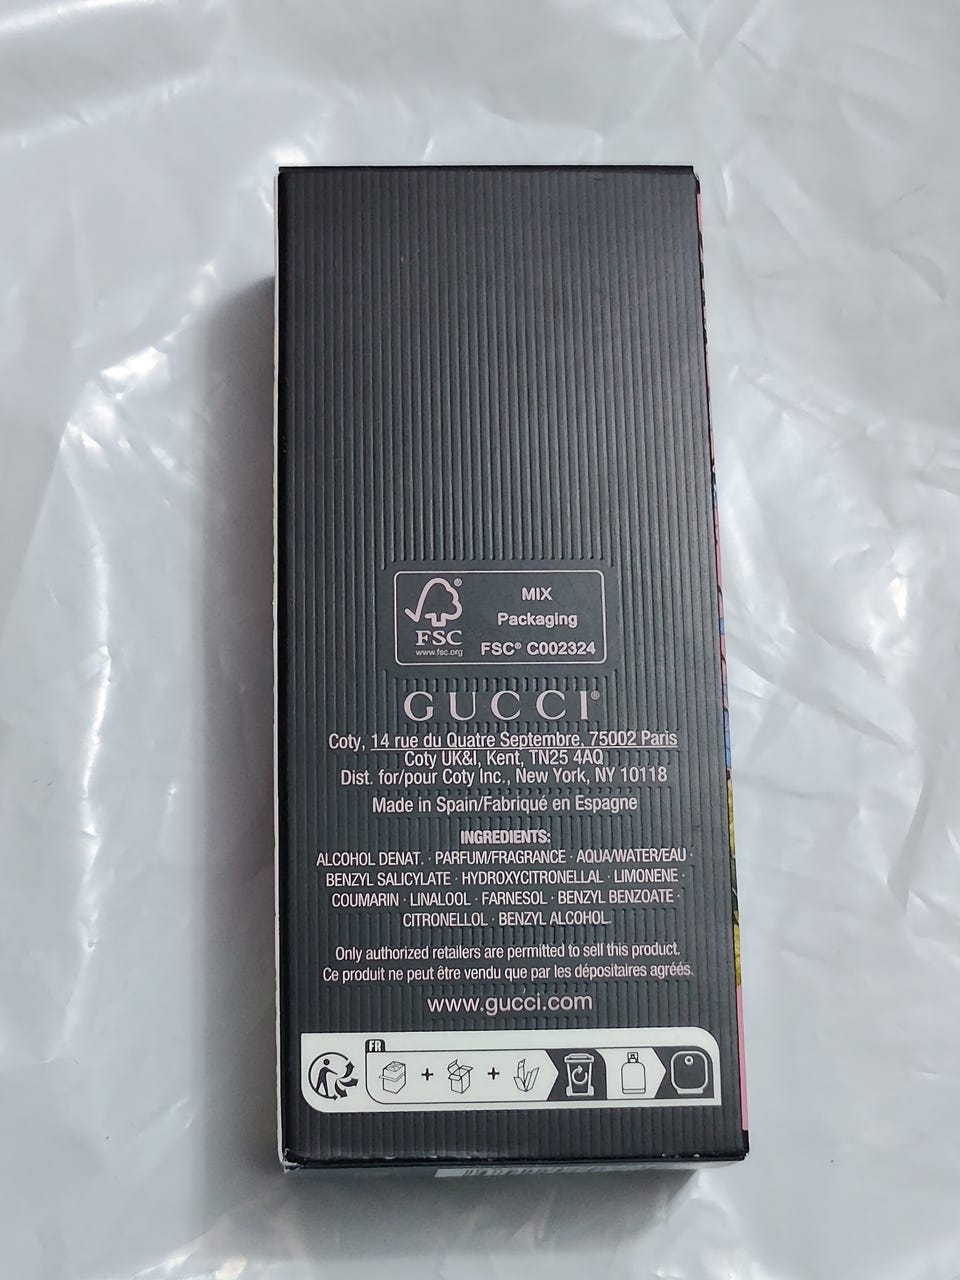 FSC®
www.fsc.org
MIX
Packaging
FSC® C002324
GUCCI®
Coty, 14 rue du Quatre Septembre, 75002 Paris
Coty UK&I, Kent, TN25 4AQ
Dist. for/pour Coty Inc., New York, NY 10118
Made in Spain/Fabriqué en Espagne
INGREDIENTS:
ALCOHOL DENAT. · PARFUM/FRAGRANCE · AQUA/WATER/EAU ·
BENZYL SALICYLATE · HYDROXYCITRONELLAL · LIMONENE ·
COUMARIN · LINALOOL · FARNESOL · BENZYL BENZOATE ·
CITRONELLOL · BENZYL ALCOHOL.
Only authorized retailers are permitted to sell this product.
Ce produit ne peut être vendu que par les dépositaires agréés.
www.gucci.com
FR
+ +